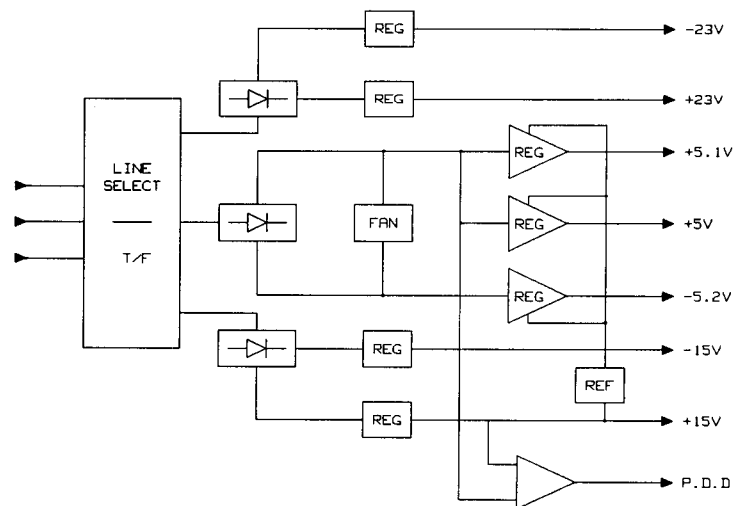 REG
-23V
REG
+23V
LINE
SELECT
T/F
REG
+5.1V
FAN
REG
+5V
REG
-5.2V
REG
-15V
REF
REG
+15V
P.D.D